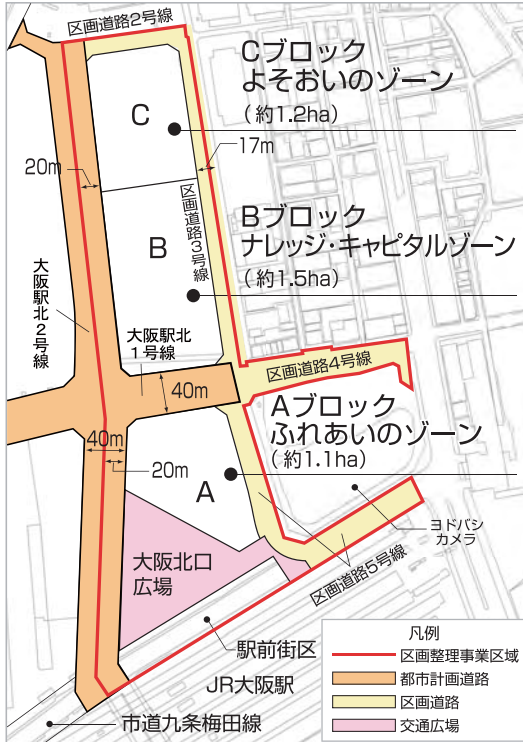 区画道路2号線
Cブロック
よそおいのゾーン
(約1.2ha)
C
17m
20m
区画道路3号線
Bブロック
ナレッジ・キャピタルゾーン
(約1.5ha)
B
大阪駅北2号線
大阪駅北
1号線
40m
区画道路4号線
Aブロック
ふれあいのゾーン
(約1.1ha)
40m
20m
A
ヨドバシ
カメラ
大阪北口
広場
区画道路5号線
駅前街区
JR大阪駅
市道九条梅田線
凡例
区画整理事業区域
都市計画道路
区画道路
交通広場